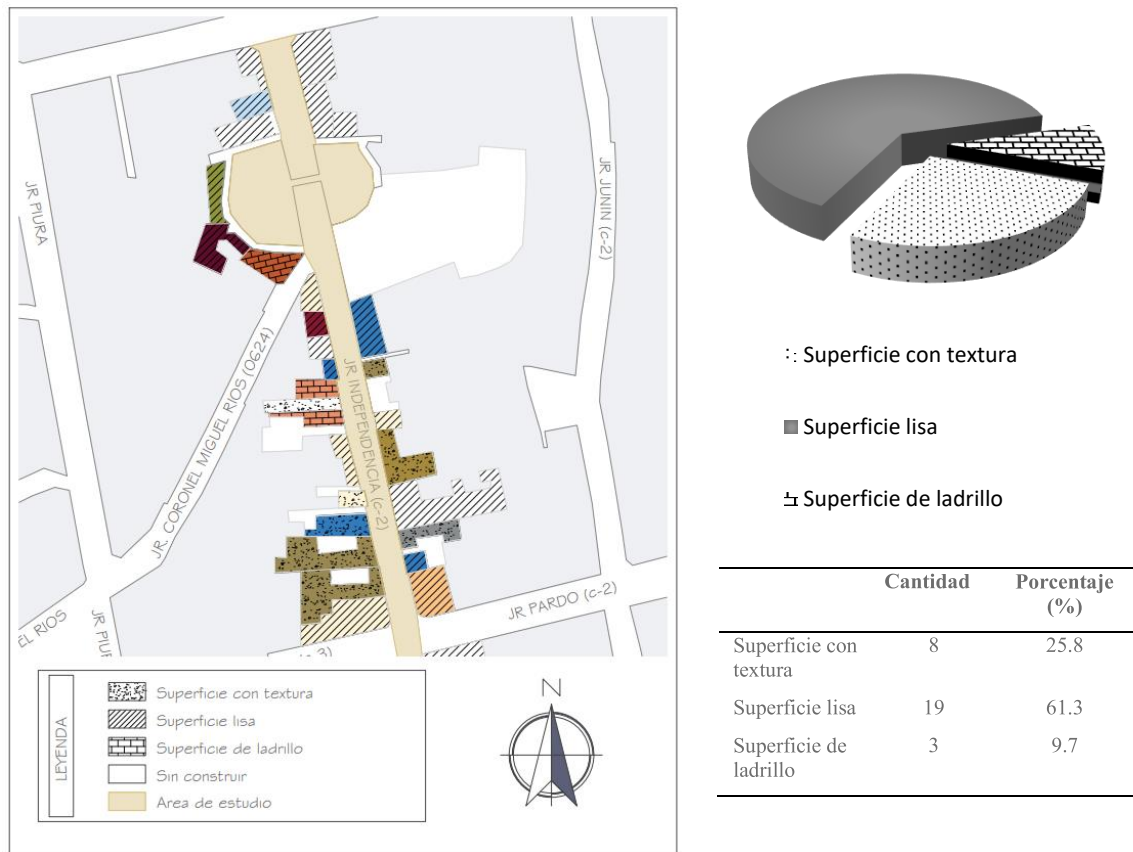 JR PIURA
JR. CORONEL MIGUEL RIOS (0624)
JR INDEPENDENCIA (c-2)
JR JUNIN (c-2)
JR PARDO (c-2)
EL RIOS
JR PIUR
c-3)
LEYENDA
Superficie con textura
Superficie lisa
Superficie de ladrillo
Sin construir
Area de estudio
N
Superficie con textura
Superficie lisa
Superficie de ladrillo
Cantidad Porcentaje
(%)
Superficie con 8 25.8
textura
Superficie lisa 19 61.3
Superficie de 3 9.7
ladrillo